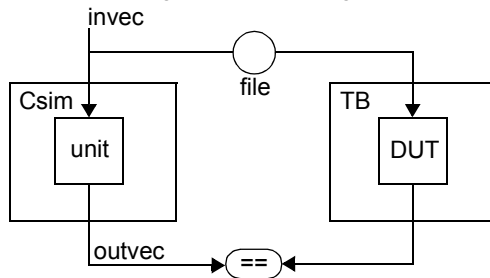 invec
file
Csim
TB
unit
DUT
outvec
==